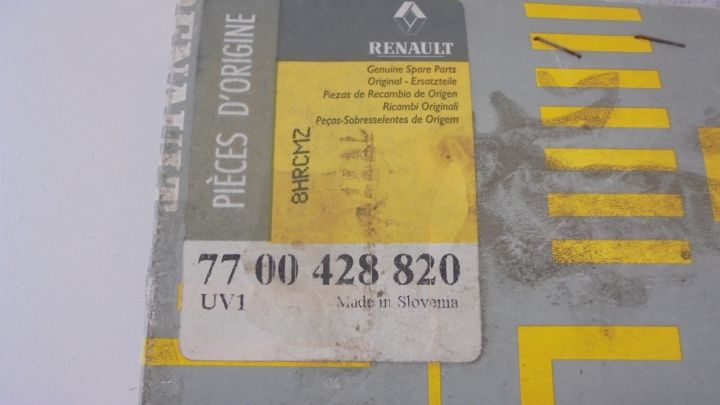 RENAULT
PIÈCES D'ORIGINE
Genuine Spare Parts
Original - Ersatzteile
Piezas de Recambio de Origen
Ricambi Originali
Peças-Sobresselentes de Origem
8HRCMZ
77 00 428 820
UV1
Made in Slovenia